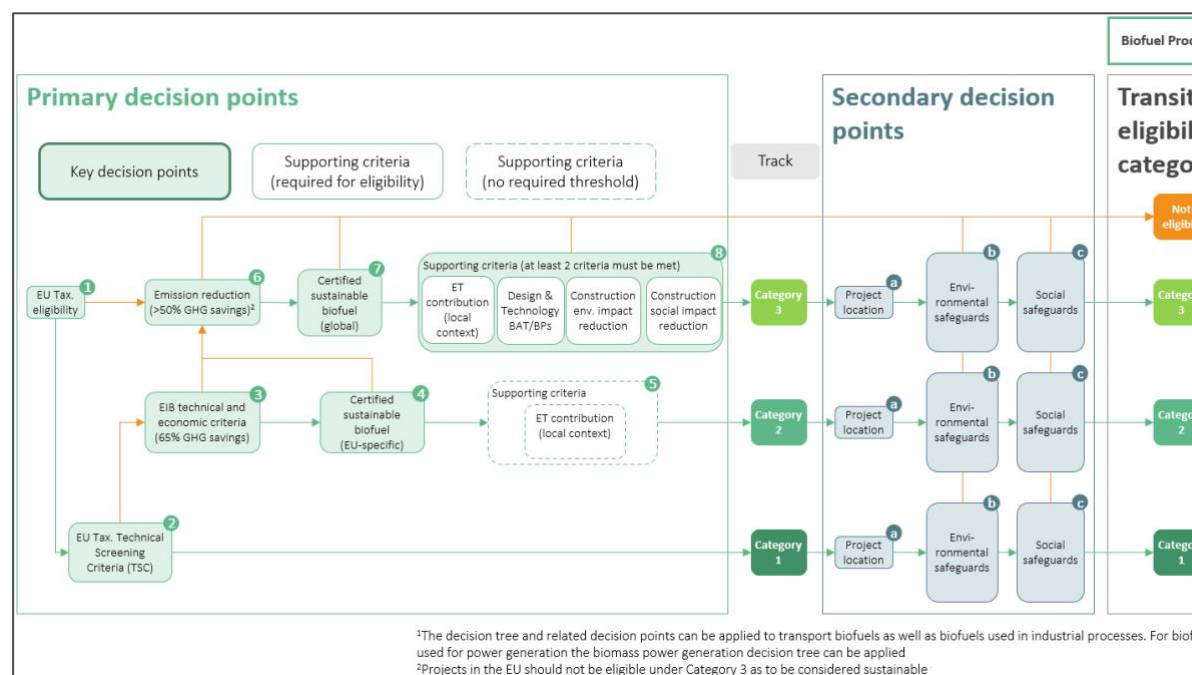 Biofuel Prod
Primary decision points
Secondary decision
points
Transit
eligibil
catego
Key decision points
Supporting criteria
(required for eligibility)
Supporting criteria
(no required threshold)
Track
Not
eligible
1
EU Tax.
eligibility
6
Emission reduction
(>50% GHG savings)²
7
Certified
sustainable
biofuel
(global)
8
Supporting criteria (at least 2 criteria must be met)
ET
contribution
(local
context)
Design &
Technology
BAT/BPs
Construction
env. impact
reduction
Construction
social impact
reduction
Category
3
a
Project
location
b
Envi-
ronmental
safeguards
c
Social
safeguards
Catego
3
3
EIB technical and
economic criteria
(65% GHG savings)
4
Certified
sustainable
biofuel
(EU-specific)
5
Supporting criteria
ET contribution
(local context)
Category
2
a
Project
location
b
Envi-
ronmental
safeguards
c
Social
safeguards
Catego
2
2
EU Tax. Technical
Screening
Criteria (TSC)
Category
1
a
Project
location
b
Envi-
ronmental
safeguards
c
Social
safeguards
Catego
1
¹The decision tree and related decision points can be applied to transport biofuels as well as biofuels used in industrial processes. For biof
used for power generation the biomass power generation decision tree can be applied
²Projects in the EU should not be eligible under Category 3 as to be considered sustainable